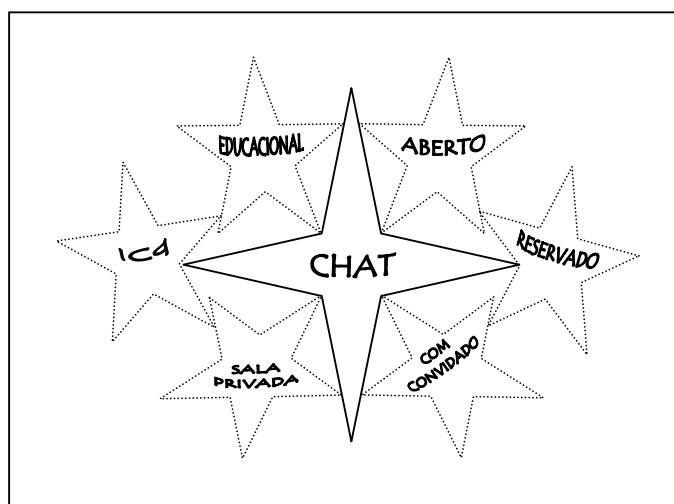 EDUCACIONAL
ABERTO
ICQ
RESERVADO
CHAT
COM
CONVIDADO
SALA
PRIVADA